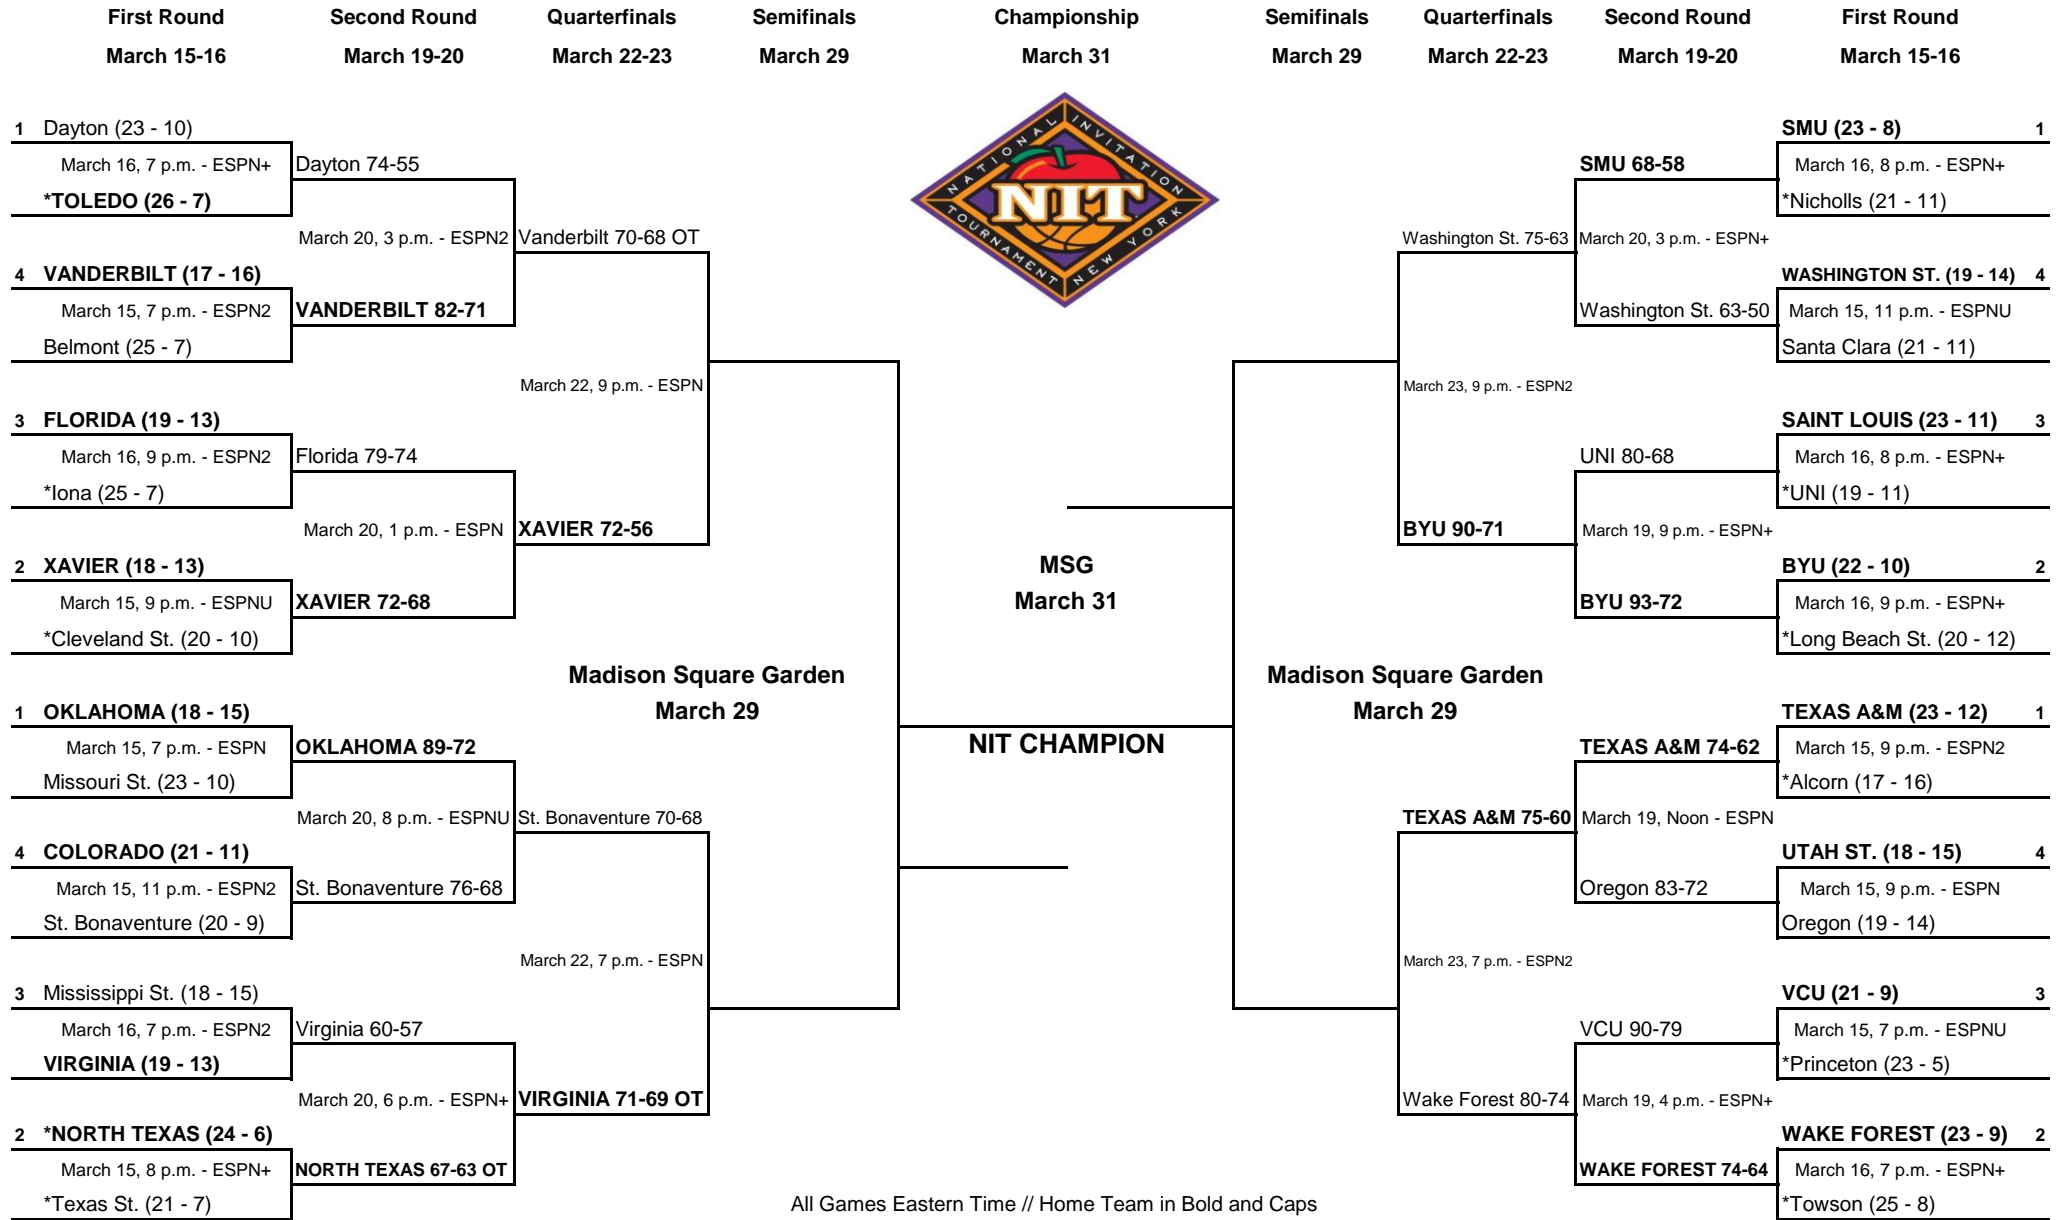 First Round
Second Round
Quarterfinals
Semifinals
Championship
Semifinals
Quarterfinals
Second Round
First Round
March 15-16
March 19-20
March 22-23
March 29
March 31
March 29
March 22-23
March 19-20
March 15-16
1 Dayton (23 - 10)
March 16, 7 p.m. - ESPN+
*TOLEDO (26 - 7)
4 VANDERBILT (17 - 16)
March 15, 7 p.m. - ESPN2
Belmont (25 - 7)
3 FLORIDA (19 - 13)
March 16, 9 p.m. - ESPN2
*Iona (25 - 7)
2 XAVIER (18 - 13)
March 15, 9 p.m. - ESPNU
*Cleveland St. (20 - 10)
1 OKLAHOMA (18 - 15)
March 15, 7 p.m. - ESPN
Missouri St. (23 - 10)
4 COLORADO (21 - 11)
March 15, 11 p.m. - ESPN2
St. Bonaventure (20 - 9)
3 Mississippi St. (18 - 15)
March 16, 7 p.m. - ESPN2
VIRGINIA (19 - 13)
2 *NORTH TEXAS (24 - 6)
March 15, 8 p.m. - ESPN+
*Texas St. (21 - 7)
Dayton 74-55
March 20, 3 p.m. - ESPN2
VANDERBILT 82-71
Florida 79-74
March 20, 1 p.m. - ESPN
XAVIER 72-68
OKLAHOMA 89-72
March 20, 8 p.m. - ESPNU
St. Bonaventure 76-68
Virginia 60-57
March 20, 6 p.m. - ESPN+
NORTH TEXAS 67-63 OT
Vanderbilt 70-68 OT
March 22, 9 p.m. - ESPN
XAVIER 72-56
Madison Square Garden
March 29
St. Bonaventure 70-68
March 22, 7 p.m. - ESPN
VIRGINIA 71-69 OT
NATIONAL INVITATION
NIT
TOURNAMENT NEW YORK
MSG
March 31
NIT CHAMPION
All Games Eastern Time // Home Team in Bold and Caps
Madison Square Garden
March 29
Washington St. 75-63
March 23, 9 p.m. - ESPN2
BYU 90-71
TEXAS A&M 75-60
March 23, 7 p.m. - ESPN2
Wake Forest 80-74
SMU 68-58
March 20, 3 p.m. - ESPN+
Washington St. 63-50
UNI 80-68
March 19, 9 p.m. - ESPN+
BYU 93-72
TEXAS A&M 74-62
March 19, Noon - ESPN
Oregon 83-72
VCU 90-79
March 19, 4 p.m. - ESPN+
WAKE FOREST 74-64
SMU (23 - 8) 1
March 16, 8 p.m. - ESPN+
*Nicholls (21 - 11)
WASHINGTON ST. (19 - 14) 4
March 15, 11 p.m. - ESPNU
Santa Clara (21 - 11)
SAINT LOUIS (23 - 11) 3
March 16, 8 p.m. - ESPN+
*UNI (19 - 11)
BYU (22 - 10) 2
March 16, 9 p.m. - ESPN+
*Long Beach St. (20 - 12)
TEXAS A&M (23 - 12) 1
March 15, 9 p.m. - ESPN2
*Alcorn (17 - 16)
UTAH ST. (18 - 15) 4
March 15, 9 p.m. - ESPN
Oregon (19 - 14)
VCU (21 - 9) 3
March 15, 7 p.m. - ESPNU
*Princeton (23 - 5)
WAKE FOREST (23 - 9) 2
March 16, 7 p.m. - ESPN+
*Towson (25 - 8)